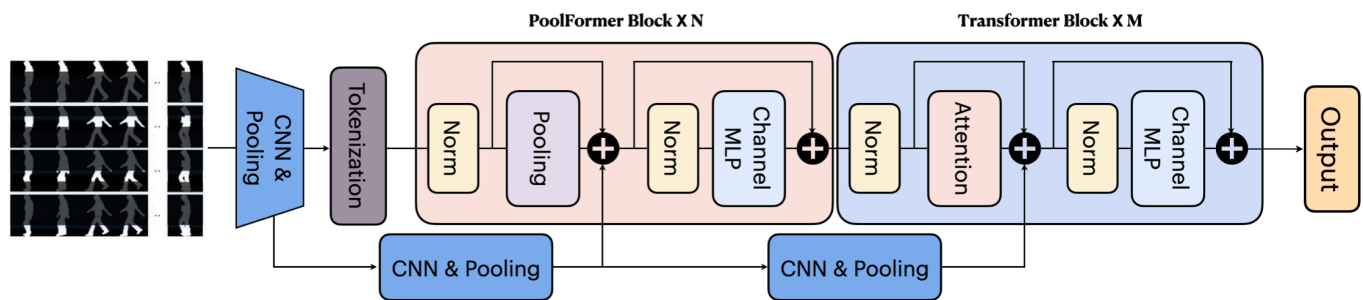 PoolFormer Block X N
Transformer Block X M
CNN &
Pooling
Tokenization
Norm
Pooling
Norm
Channel
MLP
Norm
Attention
Norm
Channel
MLP
Output
CNN & Pooling
CNN & Pooling